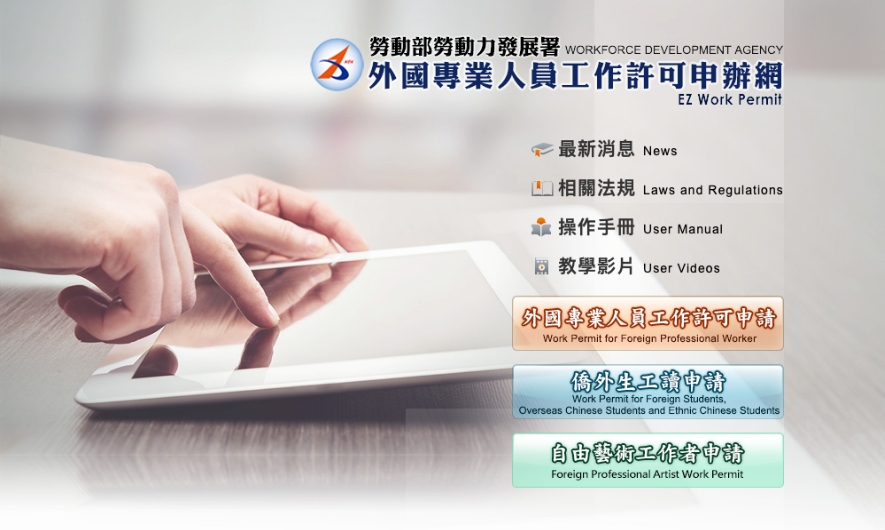 勞動部勞動力發展署 WORKFORCE DEVELOPMENT AGENCY
外國專業人員工作許可申辦網
EZ Work Permit
最新消息 News
相關法規 Laws and Regulations
操作手冊 User Manual
教學影片 User Videos
外國專業人員工作許可申請
Work Permit for Foreign Professional Worker
僑外生工讀申請
Work Permit for Foreign Students,
Overseas Chinese Students and Ethnic Chinese Students
自由藝術工作者申請
Foreign Professional Artist Work Permit